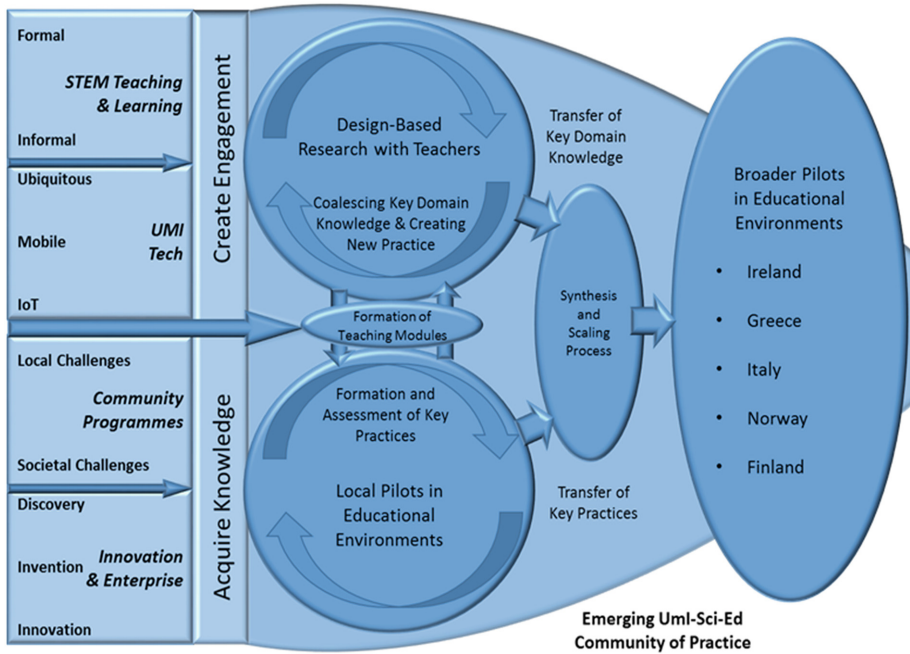 Formal
STEM Teaching
& Learning
Informal
Ubiquitous
Mobile
UMI
Tech
IoT
Local Challenges
Community
Programmes
Societal Challenges
Discovery
Invention
Innovation
& Enterprise
Innovation
Create Engagement
Acquire Knowledge
Design-Based
Research with Teachers
Coalescing Key Domain
Knowledge & Creating
New Practice
Formation of
Teaching Modules
Formation and
Assessment of Key
Practices
Local Pilots in
Educational
Environments
Transfer of
Key Domain
Knowledge
Synthesis
and
Scaling
Process
Transfer of
Key Practices
Broader Pilots
in Educational
Environments
• Ireland
• Greece
• Italy
• Norway
• Finland
Emerging UmI-Sci-Ed
Community of Practice